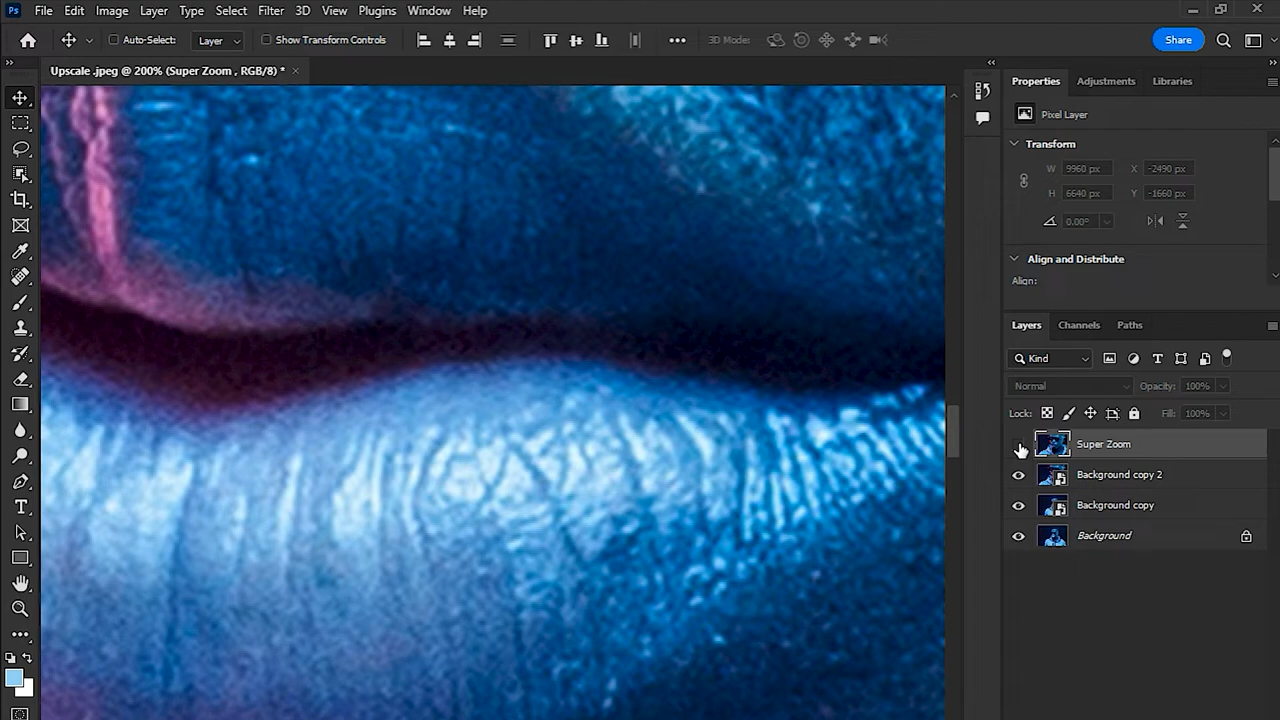 Ps File Edit Image Layer Type Select Filter 3D View Plugins Window Help
Auto-Select: Layer Show Transform Controls 3D Mode: Share
Upscale .jpeg @ 200% (Super Zoom , RGB/8) *
Properties Adjustments Libraries
Pixel Layer
Transform
W 9960 px X -2490 px
H 6640 px Y -1660 px
0.00°
Align and Distribute
Align:
Layers Channels Paths
Kind
Normal Opacity: 100%
Lock: Fill: 100%
Super Zoom
Background copy 2
Background copy
Background